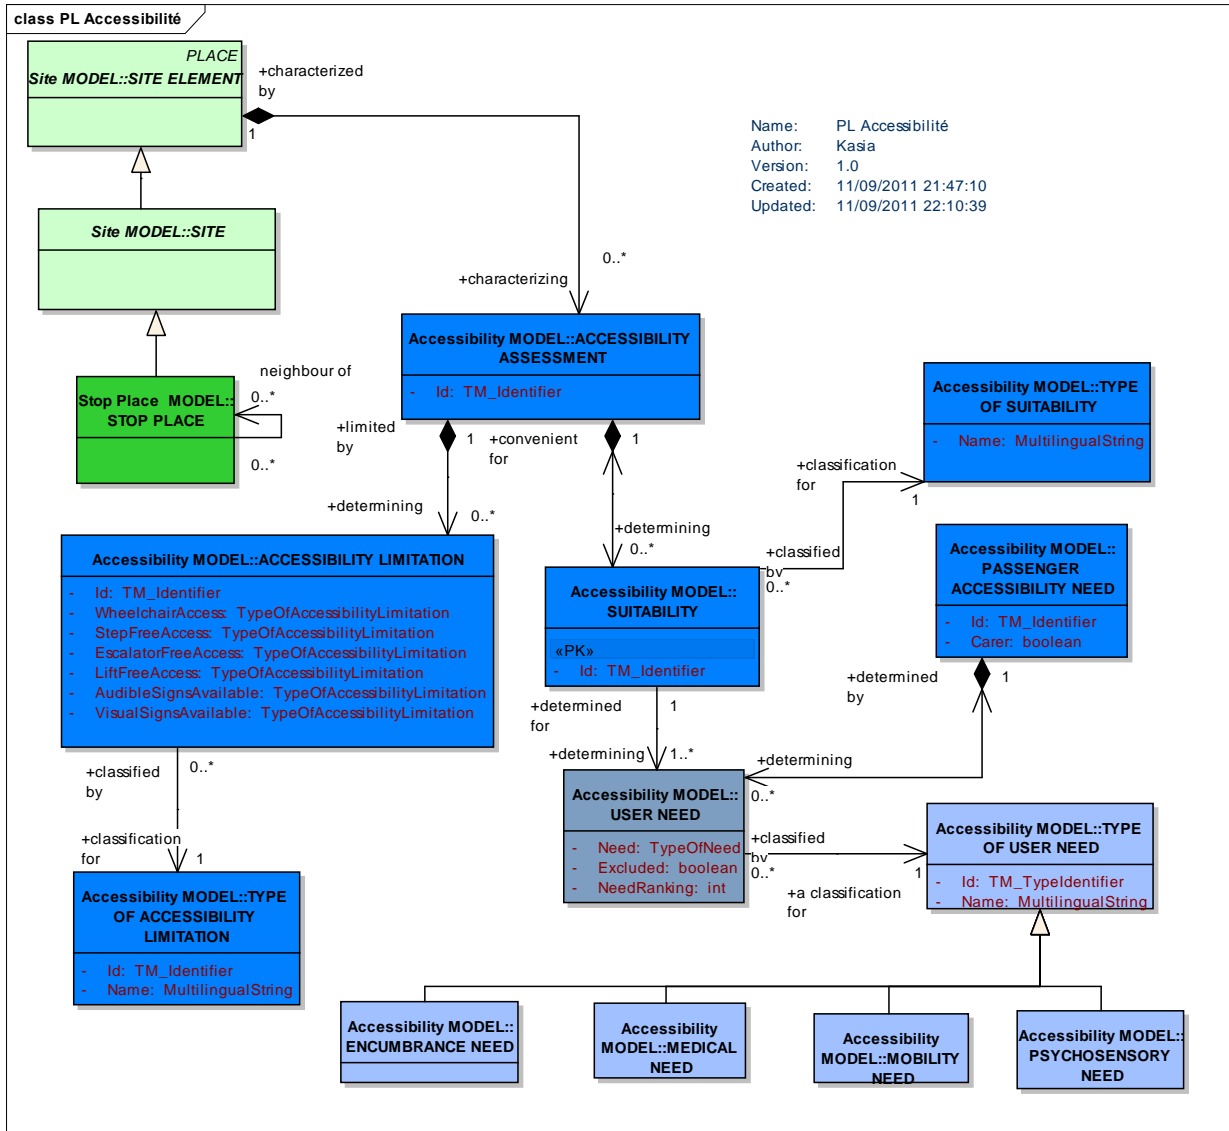 class PL Accessibilité
PLACE
Site MODEL::SITE ELEMENT
+characterized
by
1
Name: PL Accessibilité
Author: Kasia
Version: 1.0
Created: 11/09/2011 21:47:10
Updated: 11/09/2011 22:10:39
Site MODEL::SITE
0..*
+characterizing
Accessibility MODEL::ACCESSIBILITY
ASSESSMENT
- Id: TM_Identifier
neighbour of
0..*
Stop Place MODEL::
STOP PLACE
0..*
+limited
by
1
+convenient
for
1
Accessibility MODEL::TYPE
OF SUITABILITY
- Name: MultilingualString
+classification
for
1
+determining
0..*
+determining
0..*
+classified
by
0..*
Accessibility MODEL::ACCESSIBILITY LIMITATION
- Id: TM_Identifier
- WheelchairAccess: TypeOfAccessibilityLimitation
- StepFreeAccess: TypeOfAccessibilityLimitation
- EscalatorFreeAccess: TypeOfAccessibilityLimitation
- LiftFreeAccess: TypeOfAccessibilityLimitation
- AudibleSignsAvailable: TypeOfAccessibilityLimitation
- VisualSignsAvailable: TypeOfAccessibilityLimitation
Accessibility MODEL::
SUITABILITY
«PK»
- Id: TM_Identifier
Accessibility MODEL::
PASSENGER
ACCESSIBILITY NEED
- Id: TM_Identifier
- Carer: boolean
+determined
by
1
+determined
for
1
+determining
1..*
+determining
0..*
+classified
by
0..*
+classification
for
1
Accessibility MODEL::
USER NEED
- Need: TypeOfNeed
- Excluded: boolean
- NeedRanking: int
+classified
by
0..*
1
+a classification
for
Accessibility MODEL::TYPE
OF USER NEED
- Id: TM_TypeIdentifier
- Name: MultilingualString
Accessibility MODEL::TYPE
OF ACCESSIBILITY
LIMITATION
- Id: TM_Identifier
- Name: MultilingualString
Accessibility MODEL::
ENCUMBRANCE NEED
Accessibility
MODEL::MEDICAL
NEED
Accessibility
MODEL::MOBILITY
NEED
Accessibility MODEL::
PSYCHOSENSORY
NEED